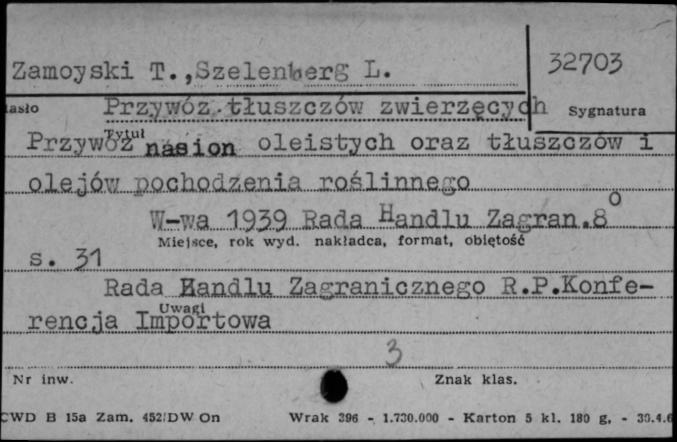 Zamoyski T.,Szelenberg L.
32703
asło Przywóz.tłuszczów zwierzęcych
Sygnatura
Tytuł
Przywóz nasion oleistych oraz tłuszczów i
olejów pochodzenia roślinnego
W-wa 1939 Rada Handlu Zagran.8⁰
Miejsce, rok wyd. nakładca, format, objętość
s. 31
Rada Handlu Zagranicznego R.P.Konfe-
Uwagi
rencja Importowa
3
Nr inw.
Znak klas.
CWD B 15a Zam. 452/DW On Wrak 396 - 1.730.000 - Karton 5 kl. 180 g, - 30.4.6